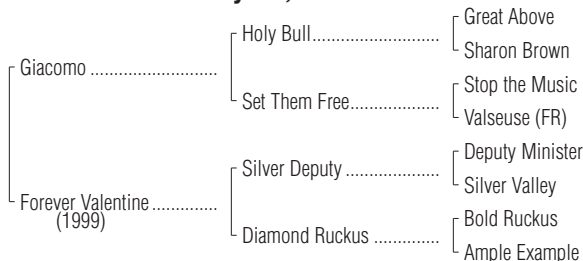 Great Above
Holy Bull
Sharon Brown
Giacomo
Stop the Music
Set Them Free
Valseuse (FR)
Deputy Minister
Silver Deputy
Silver Valley
Forever Valentine
(1999)
Bold Ruckus
Diamond Ruckus
Ample Example